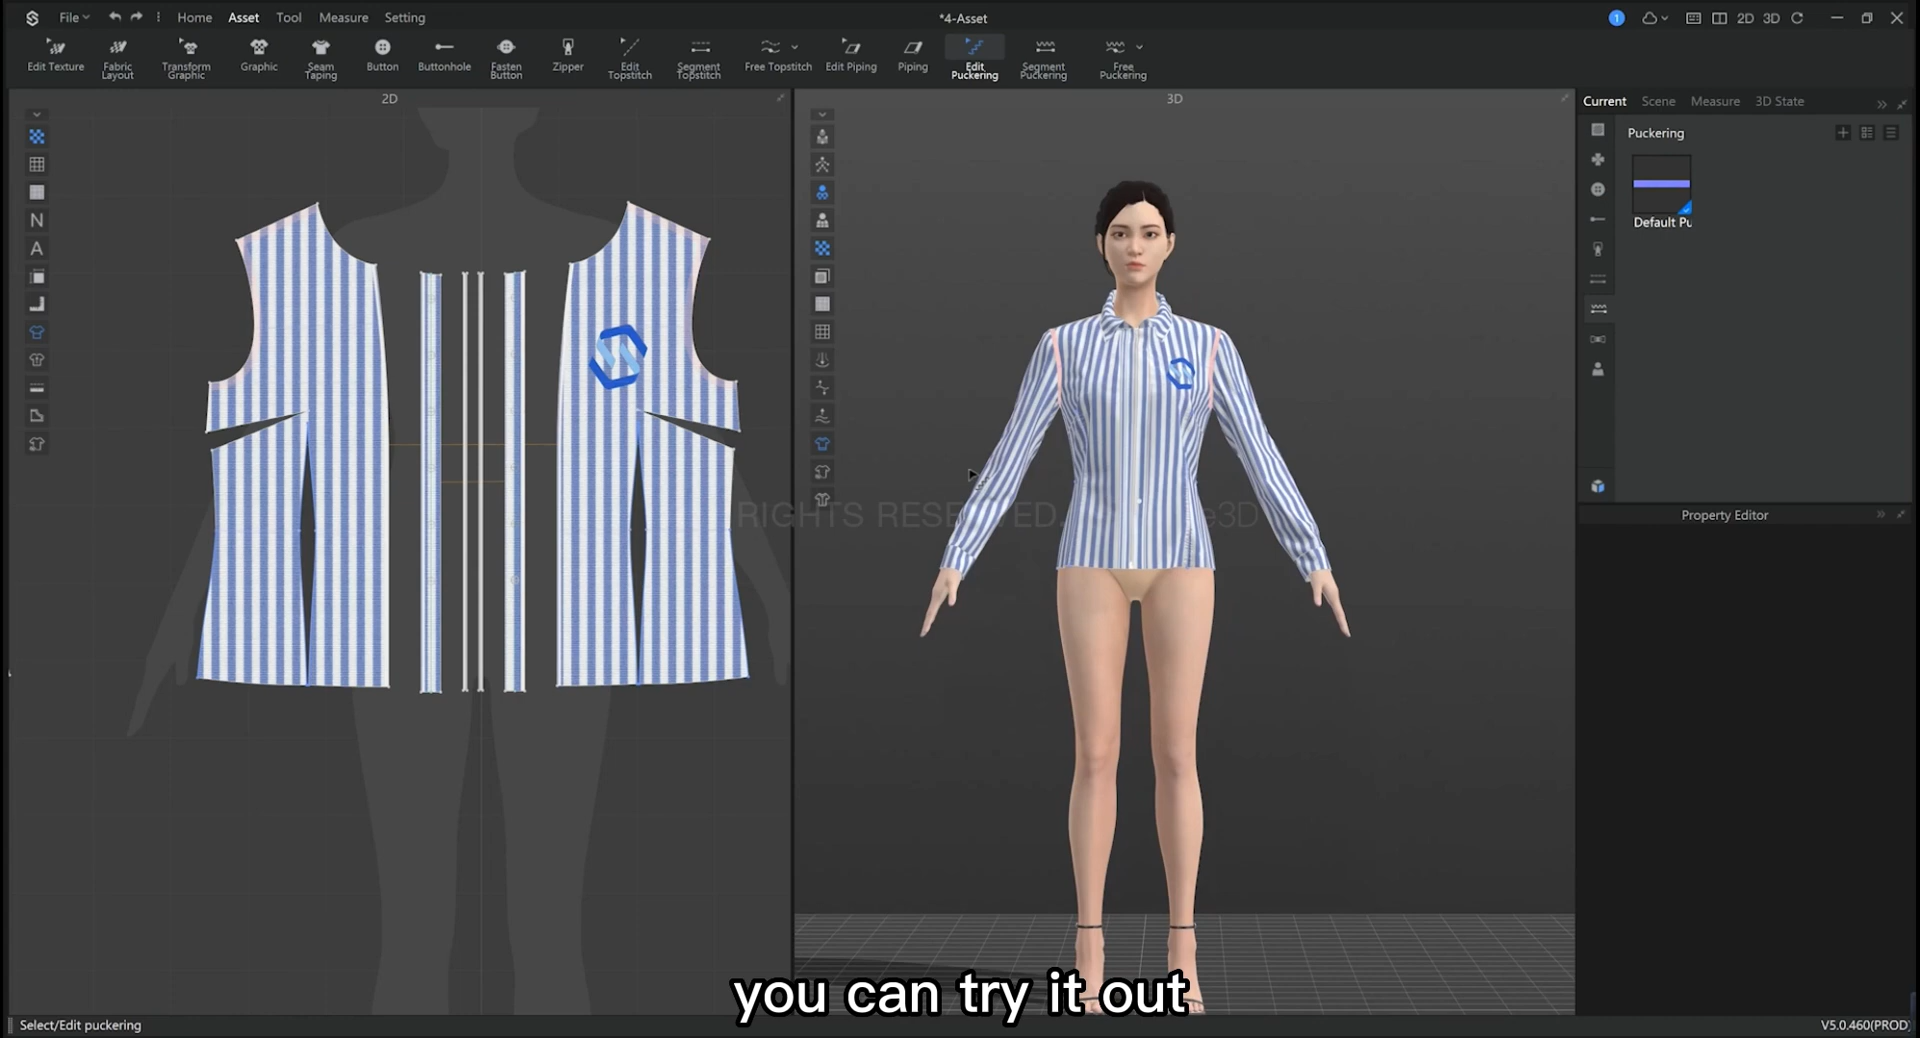 File
Home
Asset
Tool
Measure
Setting
*4-Asset
1
2D
3D
Edit Texture
Fabric
Layout
Transform
Graphic
Graphic
Seam
Taping
Button
Buttonhole
Fasten
Button
Zipper
Edit
Topstitch
Segment
Topstitch
Free Topstitch
Edit Piping
Piping
Edit
Puckering
Segment
Puckering
Free
Puckering
2D
3D
Current
Scene
Measure
3D State
Puckering
Default Pu
N
A
Property Editor
you can try it out
Select/Edit puckering
V5.0.460(PROD)